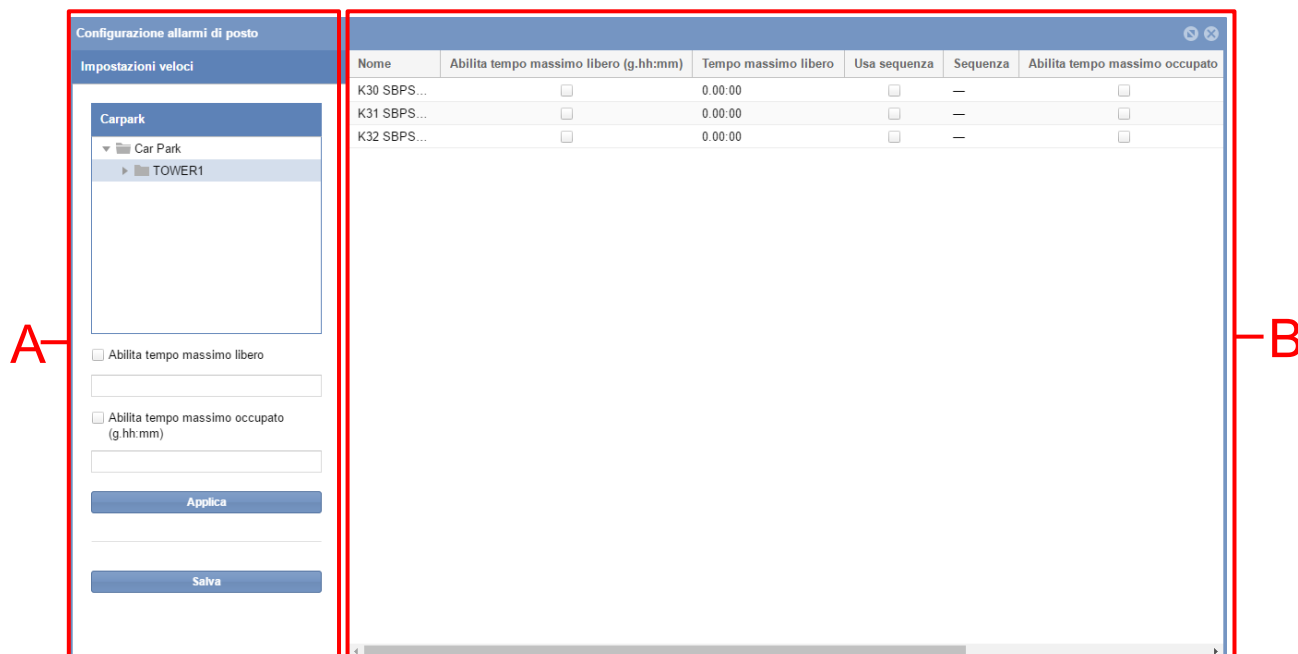 Configurazione allarmi di posto
Impostazioni veloci
Carpark
Car Park
TOWER1
A
Abilita tempo massimo libero
Abilita tempo massimo occupato
(g.hh:mm)
Applica
Salva
Nome Abilita tempo massimo libero (g.hh:mm) Tempo massimo libero Usa sequenza Sequenza Abilita tempo massimo occupato
K30 SBPS... 0.00:00 —
K31 SBPS... 0.00:00 —
K32 SBPS... 0.00:00 —
B